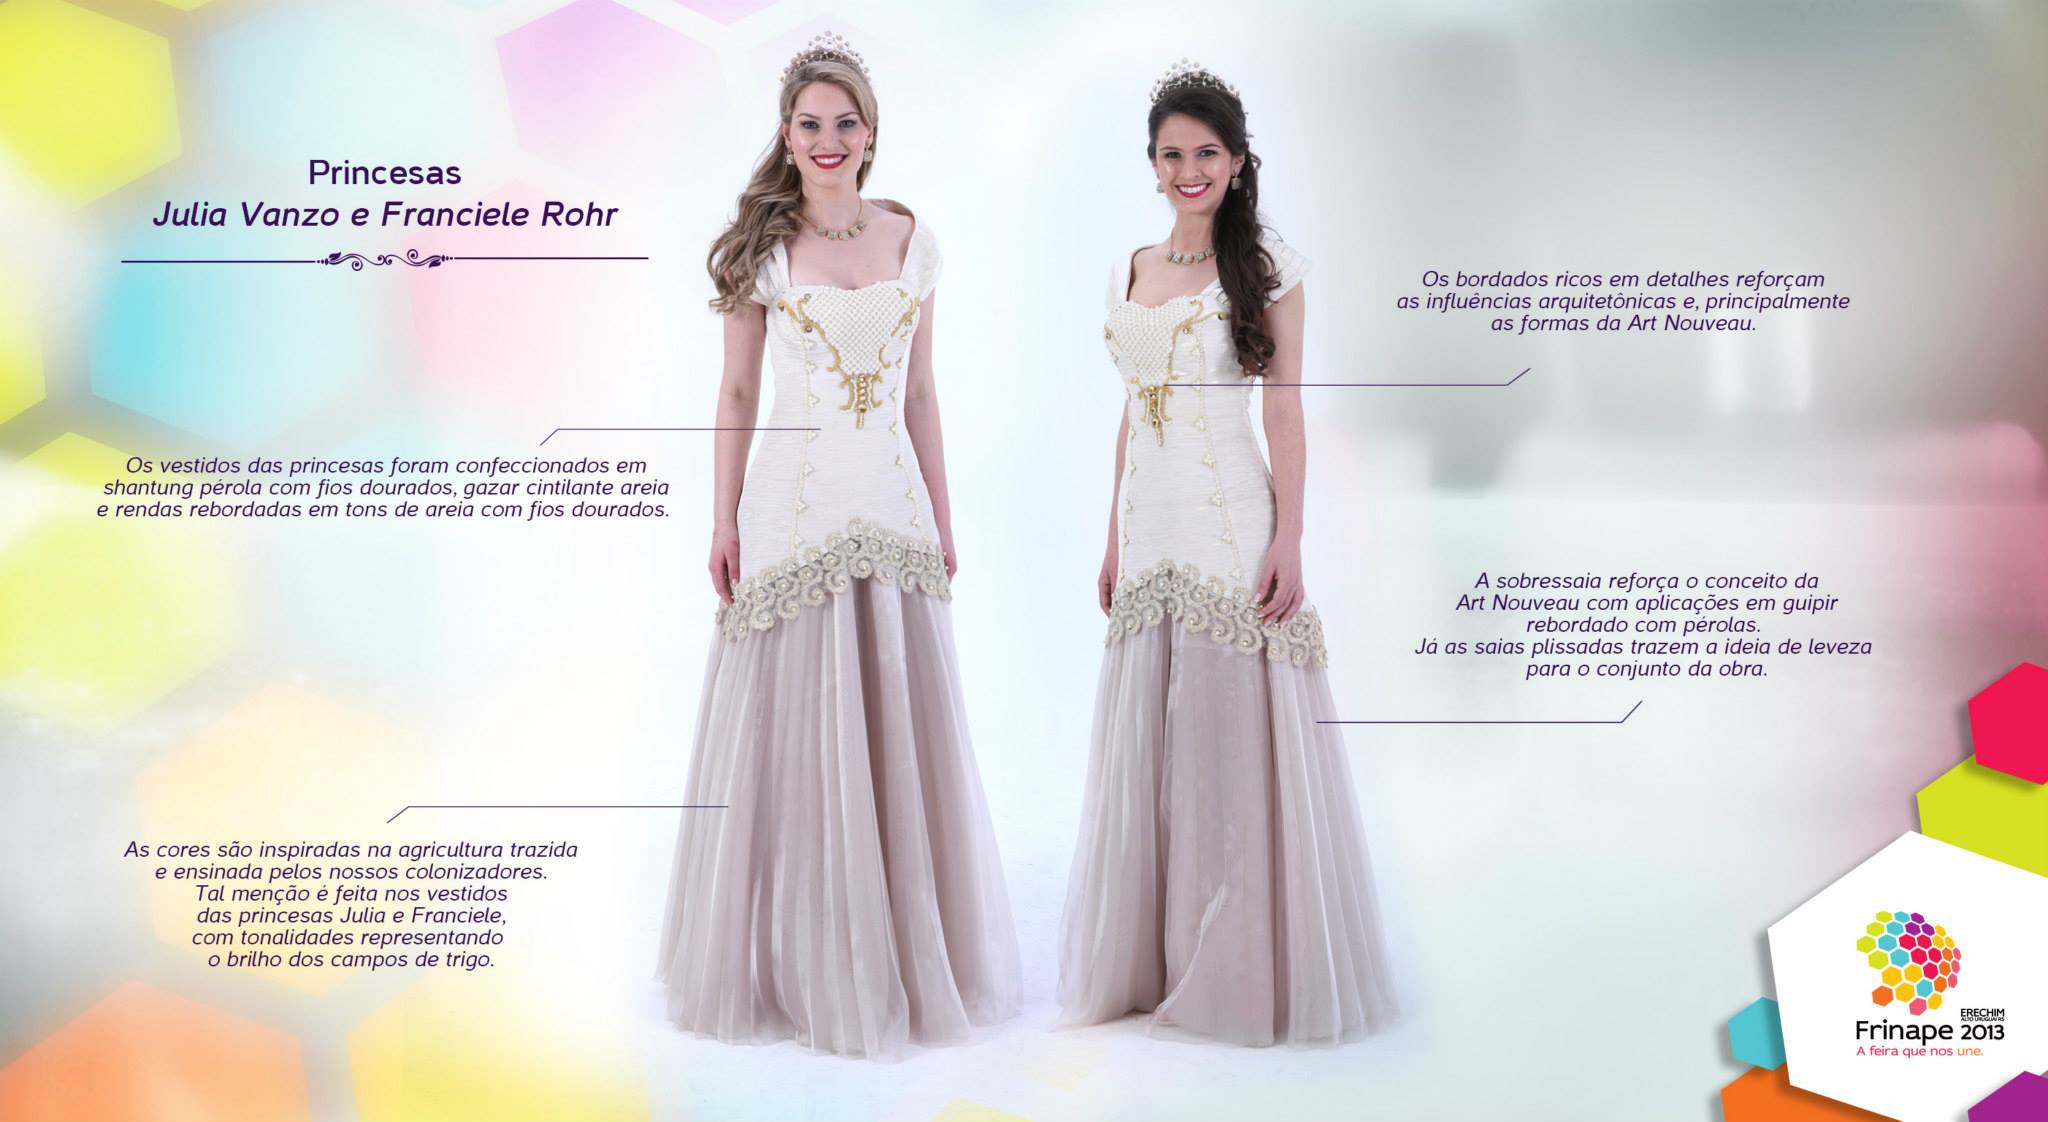 Princesas
Julia Vanzo e Franciele Rohr
Os vestidos das princesas foram confeccionados em
shantung pérola com fios dourados, gazar cintilante areia
e rendas rebordadas em tons de areia com fios dourados.
As cores são inspiradas na agricultura trazida
e ensinada pelos nossos colonizadores.
Tal menção é feita nos vestidos
das princesas Julia e Franciele,
com tonalidades representando
o brilho dos campos de trigo.
Os bordados ricos em detalhes reforçam
as influências arquitetônicas e, principalmente
as formas da Art Nouveau.
A sobressaia reforça o conceito da
Art Nouveau com aplicações em guipir
rebordado com pérolas.
Já as saias plissadas trazem a ideia de leveza
para o conjunto da obra.
ERECHIM
ALTO URUGUAI RS
Frinape 2013
A feira que nos une.